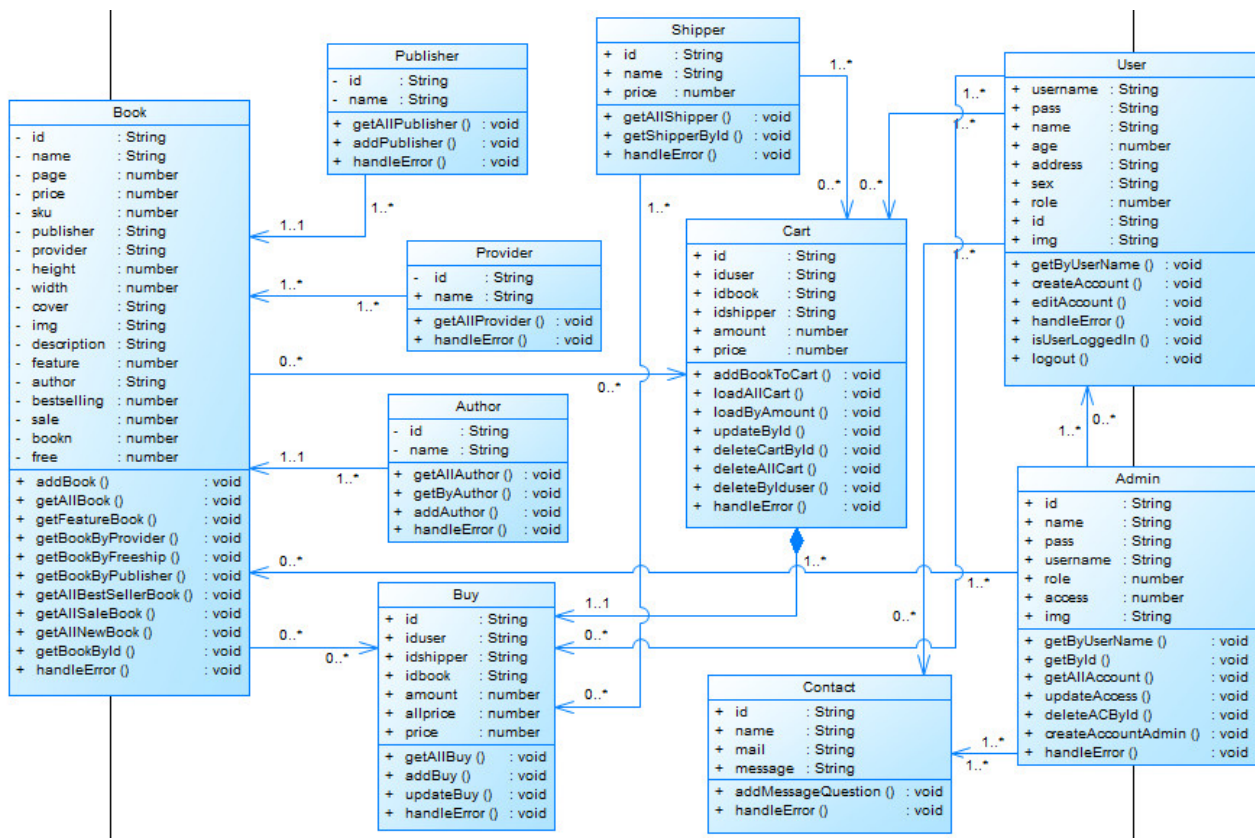 Book
- id : String
- name : String
- page : number
- price : number
- sku : number
- publisher : String
- provider : String
- height : number
- width : number
- cover : String
- img : String
- description : String
- feature : number
- author : String
- bestselling : number
- sale : number
- bookn : number
- free : number
+ addBook () : void
+ getAllBook () : void
+ getFeatureBook () : void
+ getBookByProvider () : void
+ getBookByFreeship () : void
+ getBookByPublisher () : void
+ getAllBestSellerBook () : void
+ getAllSaleBook () : void
+ getAllNewBook () : void
+ getBookById () : void
+ handleError () : void
Publisher
- id : String
- name : String
+ getAllPublisher () : void
+ addPublisher () : void
+ handleError () : void
1..*
1..1
Provider
- id : String
+ name : String
+ getAllProvider () : void
+ handleError () : void
1..*
1..*
0..*
0..*
Author
- id : String
- name : String
+ getAllAuthor () : void
+ getByAuthor () : void
+ addAuthor () : void
+ handleError () : void
1..1
1..*
0..*
1..*
Buy
+ id : String
+ iduser : String
+ idshipper : String
+ idbook : String
+ amount : number
+ allprice : number
+ price : number
+ getAllBuy () : void
+ addBuy () : void
+ updateBuy () : void
+ handleError () : void
0..*
0..*
1..1
0..*
0..*
Shipper
+ id : String
+ name : String
+ price : number
+ getAllShipper () : void
+ getShipperById () : void
+ handleError () : void
1..*
1..*
0..*
0..*
Cart
+ id : String
+ iduser : String
+ idbook : String
+ idshipper : String
+ amount : number
+ price : number
+ addBookToCart () : void
+ loadAllCart () : void
+ loadByAmount () : void
+ updateById () : void
+ deleteCartById () : void
+ deleteAllCart () : void
+ deleteByIduser () : void
+ handleError () : void
1..*
User
+ username : String
+ pass : String
+ name : String
+ age : number
+ address : String
+ sex : String
+ role : number
+ id : String
+ img : String
+ getByUserName () : void
+ createAccount () : void
+ editAccount () : void
+ handleError () : void
+ isUserLoggedIn () : void
+ logout () : void
1..*
1..*
1..*
0..*
1..*
Admin
+ id : String
+ name : String
+ pass : String
+ username : String
+ role : number
+ access : number
+ img : String
+ getByUserName () : void
+ getById () : void
+ getAllAccount () : void
+ updateAccess () : void
+ deleteACById () : void
+ createAccountAdmin () : void
+ handleError () : void
0..*
Contact
+ id : String
+ name : String
+ mail : String
+ message : String
+ addMessageQuestion () : void
+ handleError () : void
1..*
1..*